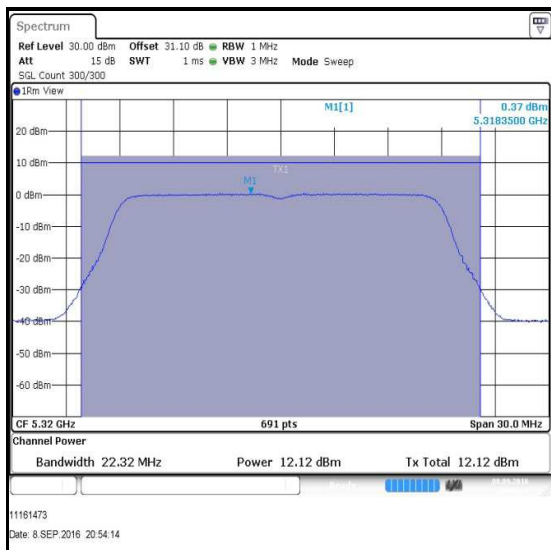 Spectrum
Ref Level 30.00 dBm Offset 31.10 dB RBW 1 MHz
Att 15 dB SWT 1 ms VBW 3 MHz Mode Sweep
SGL Count 300/300
1Rm View
M1[1] 0.37 dBm
5.3183500 GHz
20 dBm
10 dBm
TX1
M1
0 dBm
-10 dBm
-20 dBm
-30 dBm
-40 dBm
-50 dBm
-60 dBm
CF 5.32 GHz 691 pts Span 30.0 MHz
Channel Power
Bandwidth 22.32 MHz Power 12.12 dBm Tx Total 12.12 dBm
11161473
Date: 8.SEP.2016 20:54:14